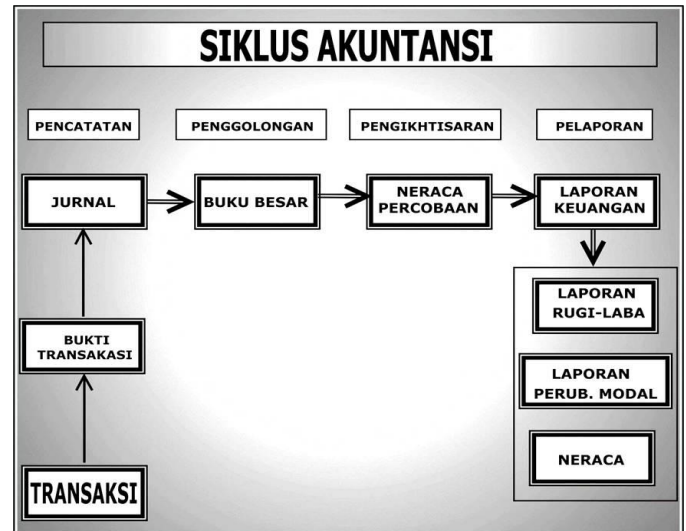 SIKLUS AKUNTANSI
PENCATATAN
PENGGOLONGAN
PENGIKHTISARAN
PELAPORAN
JURNAL
BUKU BESAR
NERACA
PERCOBAAN
LAPORAN
KEUANGAN
BUKTI
TRANSAKASI
TRANSAKSI
LAPORAN
RUGI-LABA
LAPORAN
PERUB. MODAL
NERACA